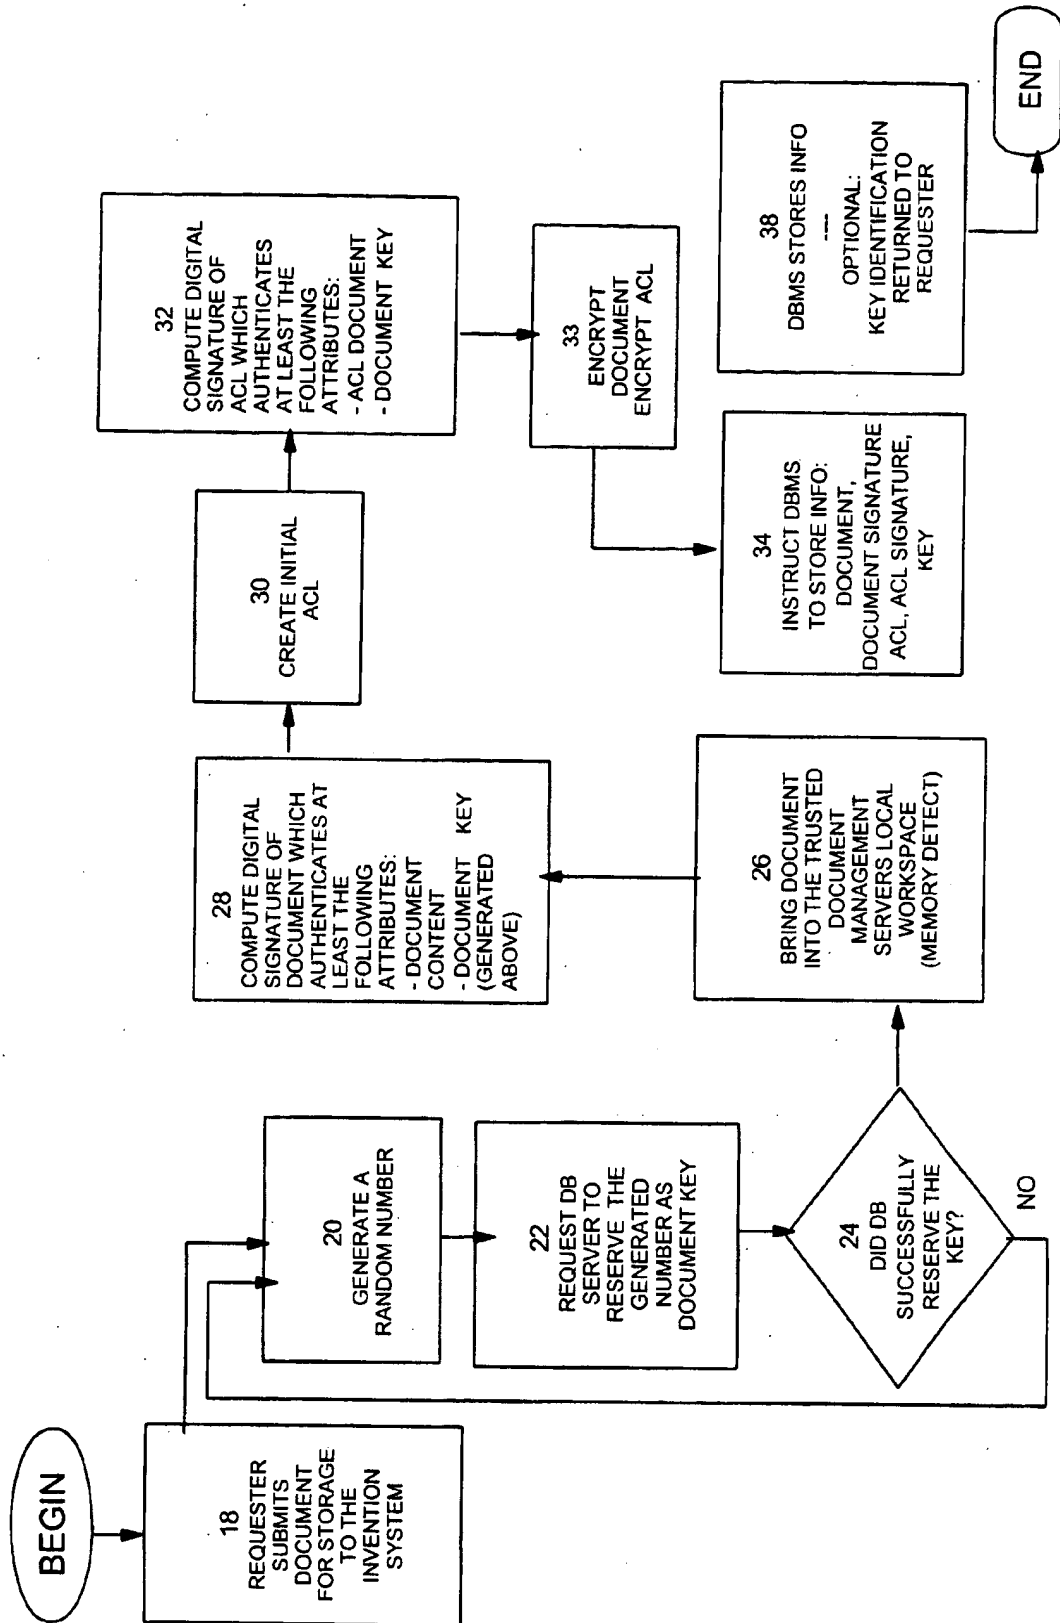 BEGIN
18
REQUESTER
SUBMITS
DOCUMENT
FOR STORAGE
TO THE
INVENTION
SYSTEM
20
GENERATE A
RANDOM NUMBER
22
REQUEST DB
SERVER TO
RESERVE THE
GENERATED
NUMBER AS
DOCUMENT KEY
24
DID DB
SUCCESSFULLY
RESERVE THE
KEY?
NO
26
BRING DOCUMENT
INTO THE TRUSTED
DOCUMENT
MANAGEMENT
SERVERS LOCAL
WORKSPACE
(MEMORY DETECT)
28
COMPUTE DIGITAL
SIGNATURE OF
DOCUMENT WHICH
AUTHENTICATES AT
LEAST THE
FOLLOWING
ATTRIBUTES:
- DOCUMENT
CONTENT
- DOCUMENT KEY
(GENERATED
ABOVE)
30
CREATE INITIAL
ACL
32
COMPUTE DIGITAL
SIGNATURE OF
ACL WHICH
AUTHENTICATES
AT LEAST THE
FOLLOWING
ATTRIBUTES:
- ACL DOCUMENT
- DOCUMENT KEY
33
ENCRYPT
DOCUMENT
ENCRYPT ACL
34
INSTRUCT DBMS
TO STORE INFO:
DOCUMENT,
DOCUMENT SIGNATURE
ACL, ACL SIGNATURE,
KEY
38
DBMS STORES INFO
----
OPTIONAL:
KEY IDENTIFICATION
RETURNED TO
REQUESTER
END